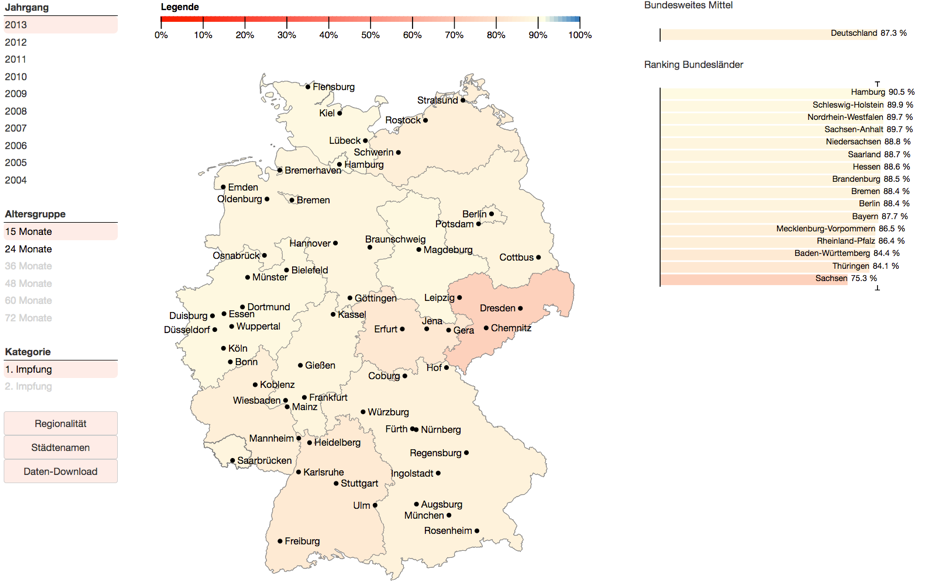 Jahrgang
2013
2012
2011
2010
2009
2008
2007
2006
2005
2004
Altersgruppe
15 Monate
24 Monate
36 Monate
48 Monate
60 Monate
72 Monate
Kategorie
1. Impfung
2. Impfung
Regionalität
Städtenamen
Daten-Download
Legende
0% 10% 20% 30% 40% 50% 60% 70% 80% 90% 100%
Flensburg
Stralsund
Kiel
Rostock
Lübeck
Schwerin
Hamburg
Bremerhaven
Emden
Oldenburg
Bremen
Berlin
Potsdam
Braunschweig
Hannover
Magdeburg
Osnabrück
Cottbus
Bielefeld
Münster
Göttingen
Leipzig
Dortmund
Dresden
Duisburg
Essen
Kassel
Jena
Düsseldorf
Wuppertal
Erfurt
Gera
Chemnitz
Köln
Bonn
Gießen
Hof
Coburg
Koblenz
Frankfurt
Wiesbaden
Mainz
Würzburg
Fürth
Nürnberg
Mannheim
Heidelberg
Regensburg
Saarbrücken
Karlsruhe
Ingolstadt
Stuttgart
Ulm
Augsburg
München
Rosenheim
Freiburg
Bundesweites Mittel
Deutschland 87.3 %
Ranking Bundesländer
Hamburg 90.5 %
Schleswig-Holstein 89.9 %
Nordrhein-Westfalen 89.7 %
Sachsen-Anhalt 89.7 %
Niedersachsen 88.8 %
Saarland 88.7 %
Hessen 88.6 %
Brandenburg 88.5 %
Bremen 88.4 %
Berlin 88.4 %
Bayern 87.7 %
Mecklenburg-Vorpommern 86.5 %
Rheinland-Pfalz 86.4 %
Baden-Württemberg 84.4 %
Thüringen 84.1 %
Sachsen 75.3 %